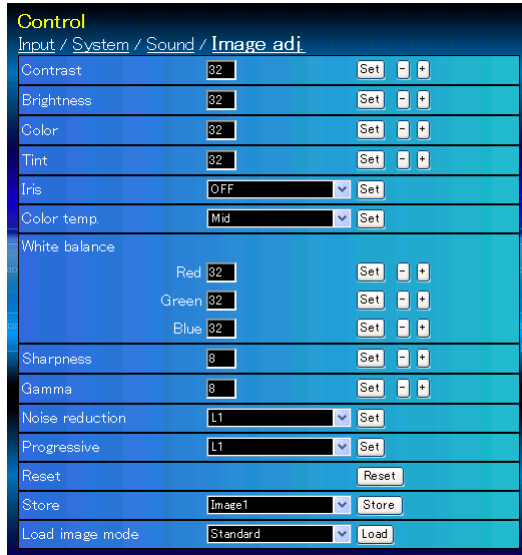 Control
Input / System / Sound / Image adj.
Contrast 32 Set - +
Brightness 32 Set - +
Color 32 Set - +
Tint 32 Set - +
Iris OFF Set
Color temp. Mid Set
White balance
Red 32 Set - +
Green 32 Set - +
Blue 32 Set - +
Sharpness 8 Set - +
Gamma 8 Set - +
Noise reduction L1 Set
Progressive L1 Set
Reset Reset
Store Image1 Store
Load image mode Standard Load